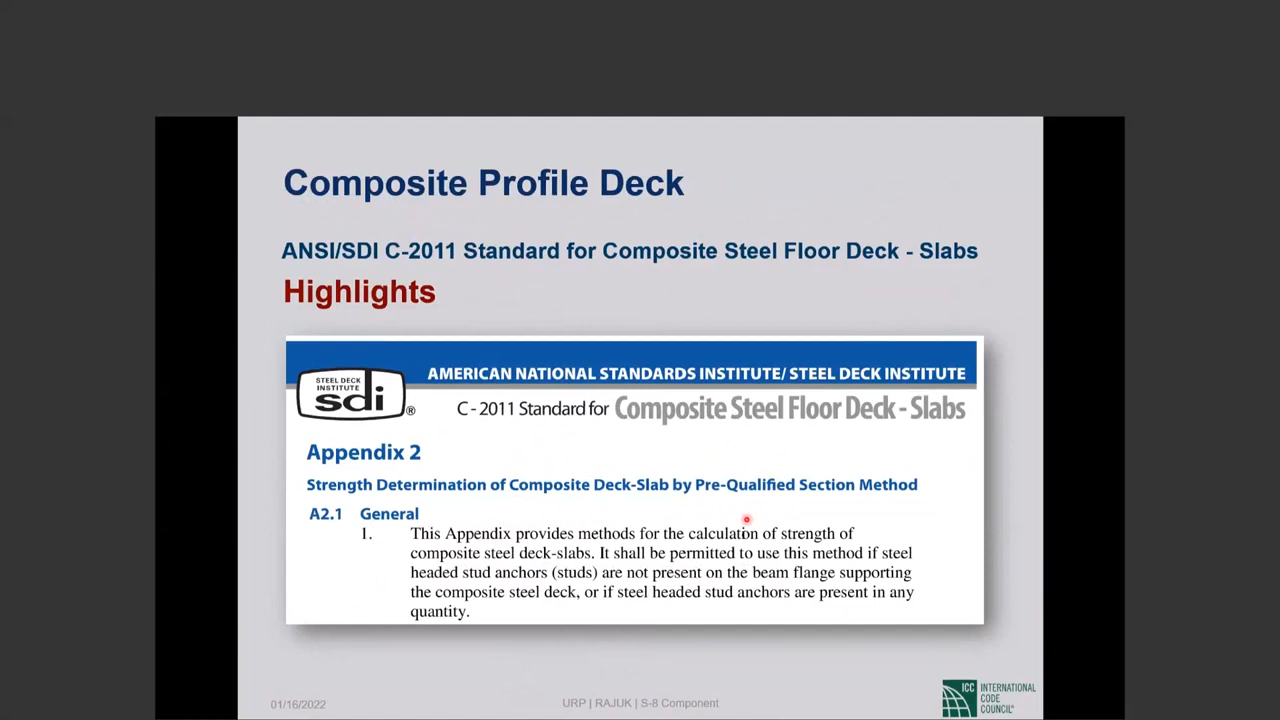 Composite Profile Deck
ANSI/SDI C-2011 Standard for Composite Steel Floor Deck - Slabs
Highlights
STEEL DECK
INSTITUTE
sdi
®
AMERICAN NATIONAL STANDARDS INSTITUTE/ STEEL DECK INSTITUTE
C - 2011 Standard for Composite Steel Floor Deck - Slabs
Appendix 2
Strength Determination of Composite Deck-Slab by Pre-Qualified Section Method
A2.1 General
1. This Appendix provides methods for the calculation of strength of
composite steel deck-slabs. It shall be permitted to use this method if steel
headed stud anchors (studs) are not present on the beam flange supporting
the composite steel deck, or if steel headed stud anchors are present in any
quantity.
01/16/2022
URP | RAJUK | S-8 Component
ICC
INTERNATIONAL
CODE
COUNCIL®